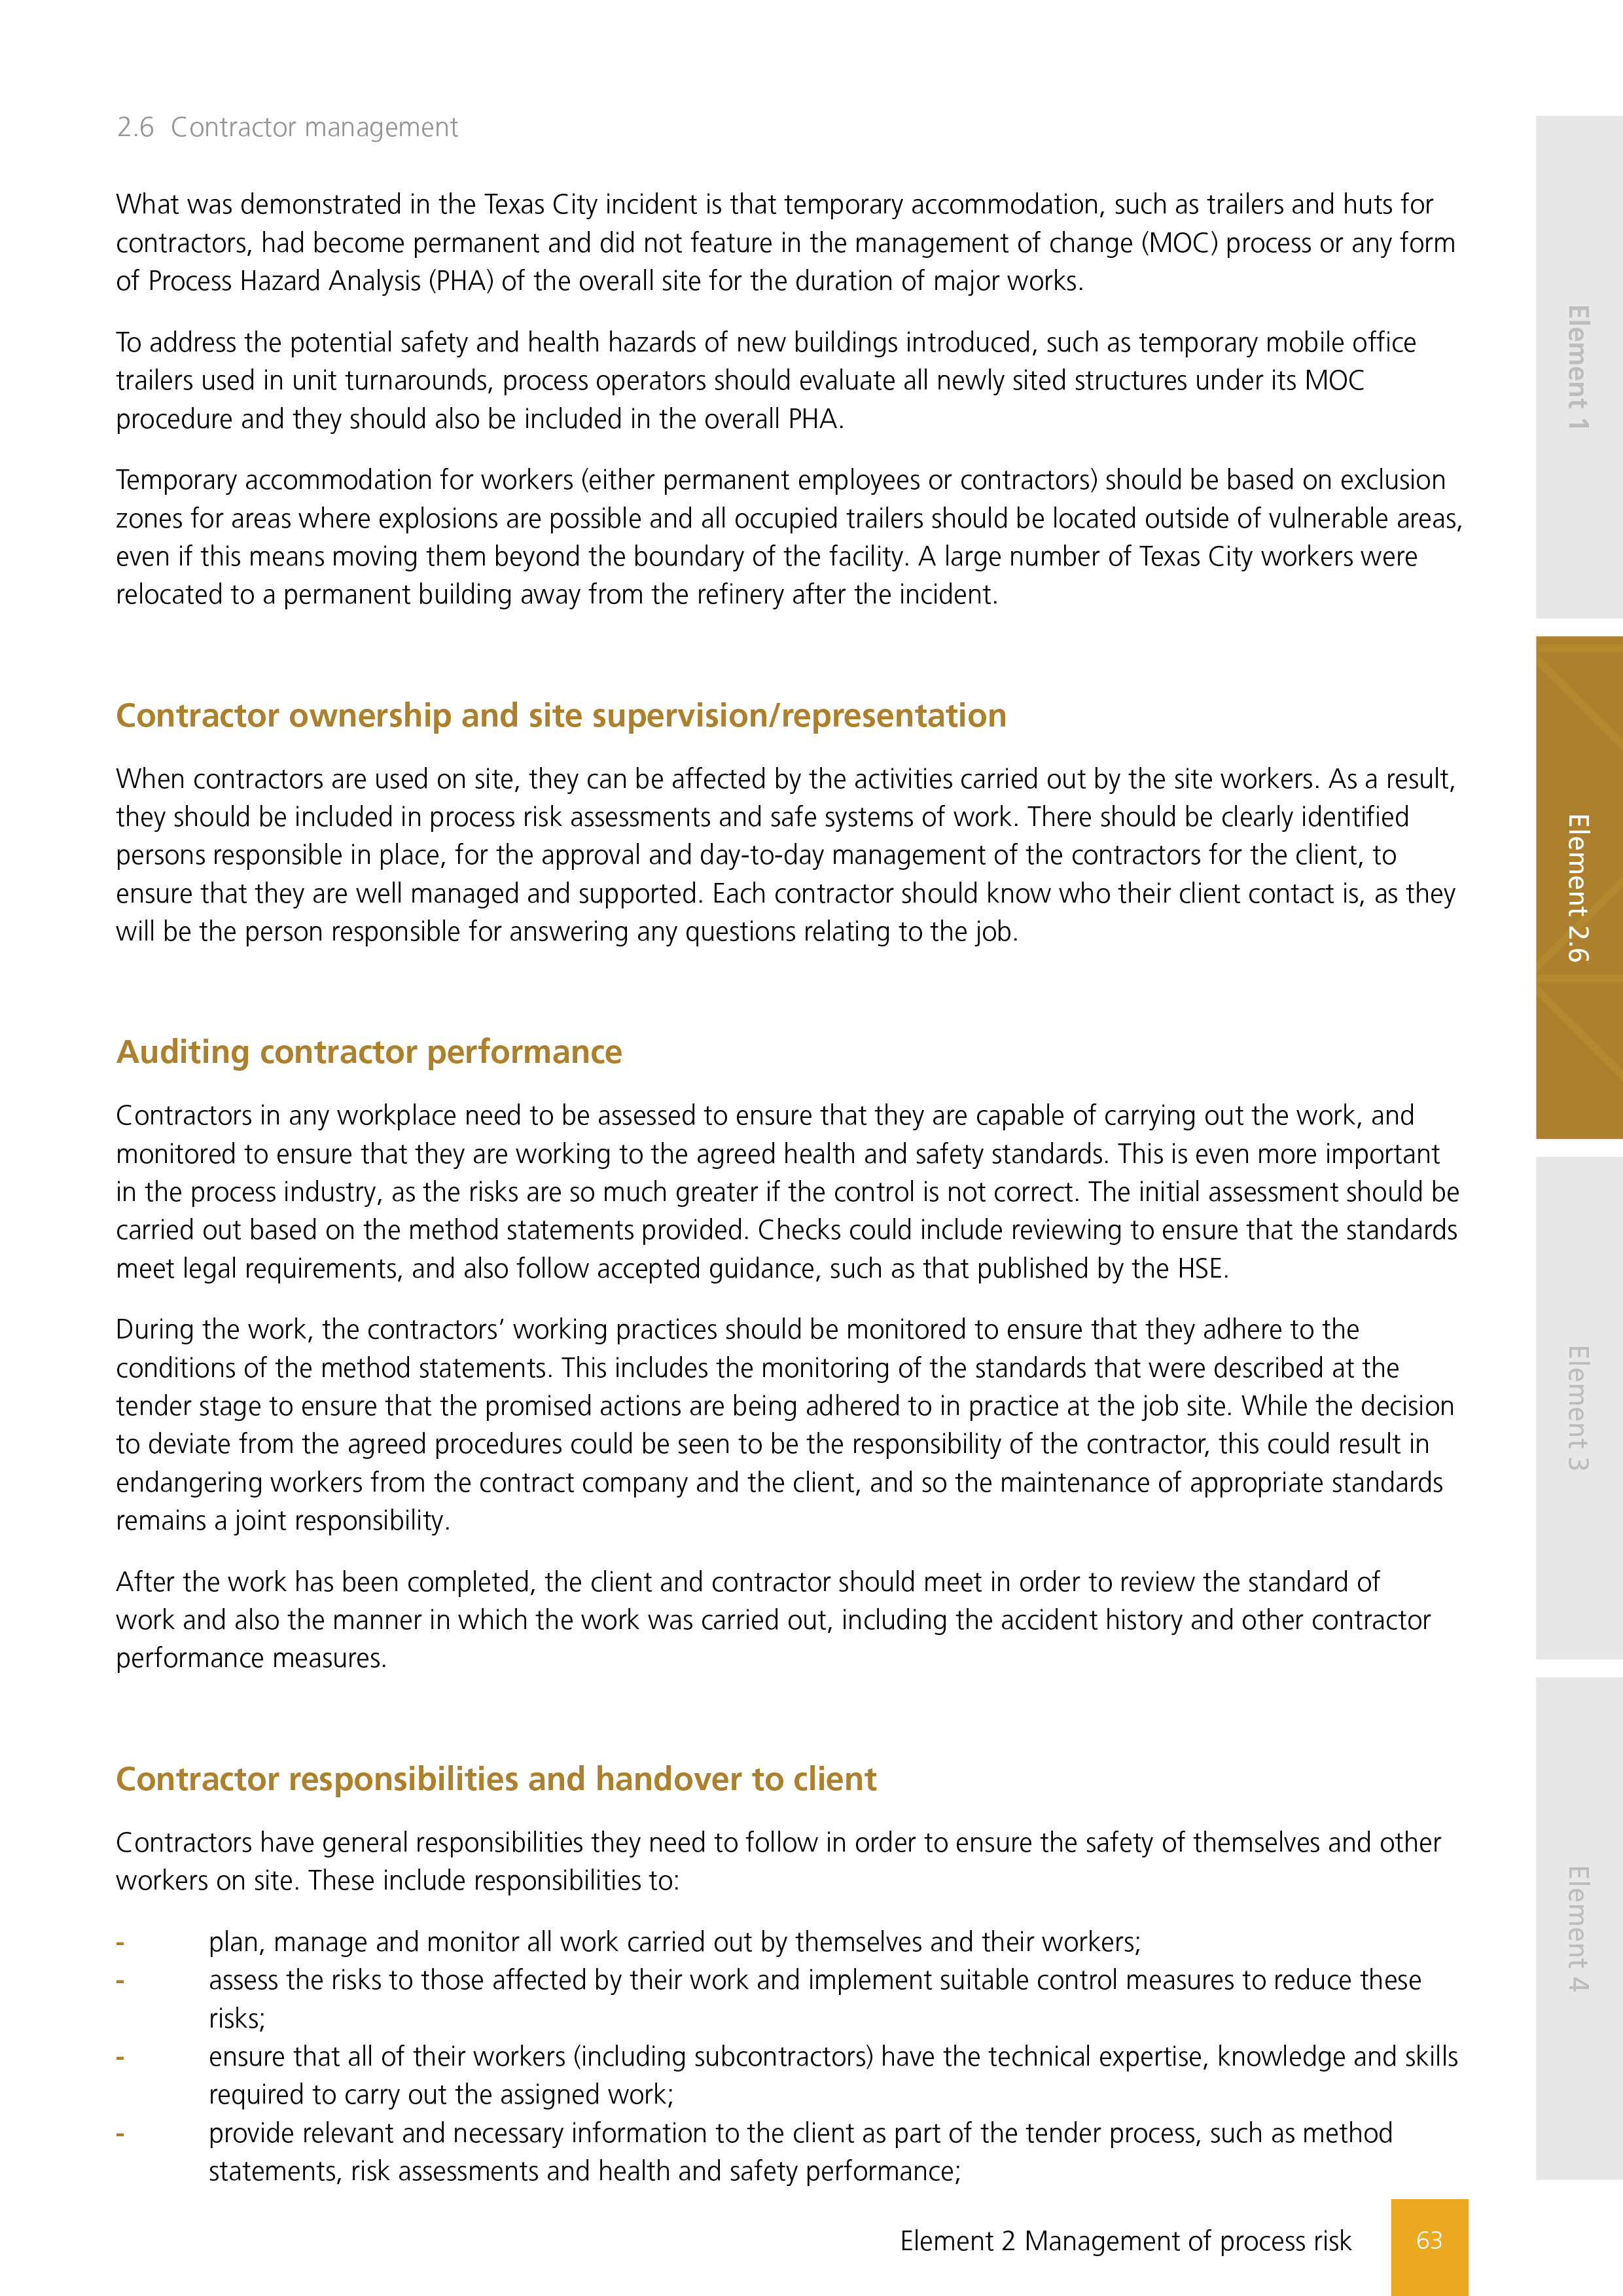 2.6 Contractor management
What was demonstrated in the Texas City incident is that temporary accommodation, such as trailers and huts for
contractors, had become permanent and did not feature in the management of change (MOC) process or any form
of Process Hazard Analysis (PHA) of the overall site for the duration of major works.
To address the potential safety and health hazards of new buildings introduced, such as temporary mobile office
trailers used in unit turnarounds, process operators should evaluate all newly sited structures under its MOC
procedure and they should also be included in the overall PHA.
Temporary accommodation for workers (either permanent employees or contractors) should be based on exclusion
zones for areas where explosions are possible and all occupied trailers should be located outside of vulnerable areas,
even if this means moving them beyond the boundary of the facility. A large number of Texas City workers were
relocated to a permanent building away from the refinery after the incident.
Contractor ownership and site supervision/representation
When contractors are used on site, they can be affected by the activities carried out by the site workers. As a result,
they should be included in process risk assessments and safe systems of work. There should be clearly identified
persons responsible in place, for the approval and day-to-day management of the contractors for the client, to
ensure that they are well managed and supported. Each contractor should know who their client contact is, as they
will be the person responsible for answering any questions relating to the job.
Auditing contractor performance
Contractors in any workplace need to be assessed to ensure that they are capable of carrying out the work, and
monitored to ensure that they are working to the agreed health and safety standards. This is even more important
in the process industry, as the risks are so much greater if the control is not correct. The initial assessment should be
carried out based on the method statements provided. Checks could include reviewing to ensure that the standards
meet legal requirements, and also follow accepted guidance, such as that published by the HSE.
During the work, the contractors’ working practices should be monitored to ensure that they adhere to the
conditions of the method statements. This includes the monitoring of the standards that were described at the
tender stage to ensure that the promised actions are being adhered to in practice at the job site. While the decision
to deviate from the agreed procedures could be seen to be the responsibility of the contractor, this could result in
endangering workers from the contract company and the client, and so the maintenance of appropriate standards
remains a joint responsibility.
After the work has been completed, the client and contractor should meet in order to review the standard of
work and also the manner in which the work was carried out, including the accident history and other contractor
performance measures.
Contractor responsibilities and handover to client
Contractors have general responsibilities they need to follow in order to ensure the safety of themselves and other
workers on site. These include responsibilities to:
- plan, manage and monitor all work carried out by themselves and their workers;
- assess the risks to those affected by their work and implement suitable control measures to reduce these
risks;
- ensure that all of their workers (including subcontractors) have the technical expertise, knowledge and skills
required to carry out the assigned work;
- provide relevant and necessary information to the client as part of the tender process, such as method
statements, risk assessments and health and safety performance;
Element 2 Management of process risk 63
Element 1
Element 2.6
Element 3
Element 4